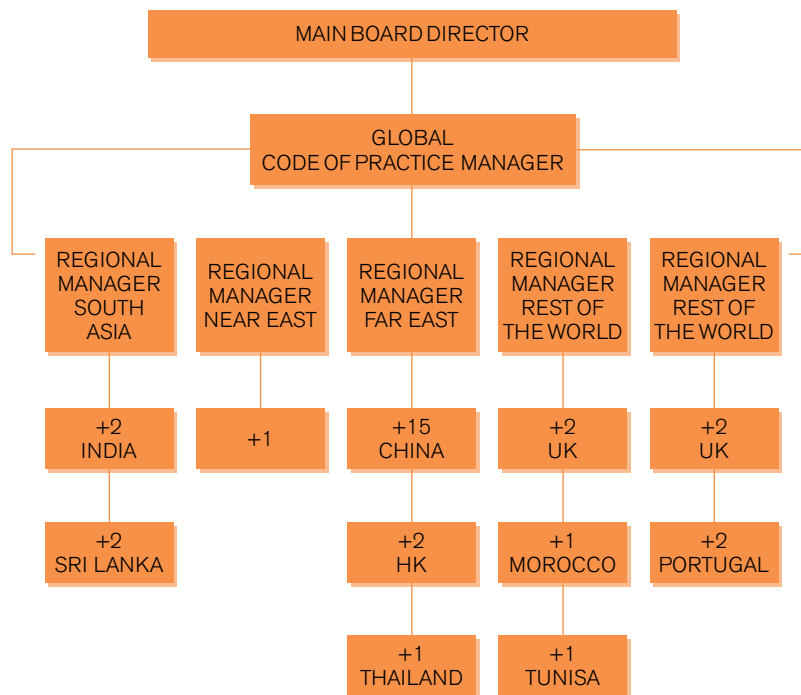 MAIN BOARD DIRECTOR
GLOBAL
CODE OF PRACTICE MANAGER
REGIONAL
MANAGER
SOUTH
ASIA
REGIONAL
MANAGER
NEAR EAST
REGIONAL
MANAGER
FAR EAST
REGIONAL
MANAGER
REST OF
THE WORLD
REGIONAL
MANAGER
REST OF
THE WORLD
+2
INDIA
+1
+15
CHINA
+2
UK
+2
UK
+2
SRI LANKA
+2
HK
+1
MOROCCO
+2
PORTUGAL
+1
THAILAND
+1
TUNISA